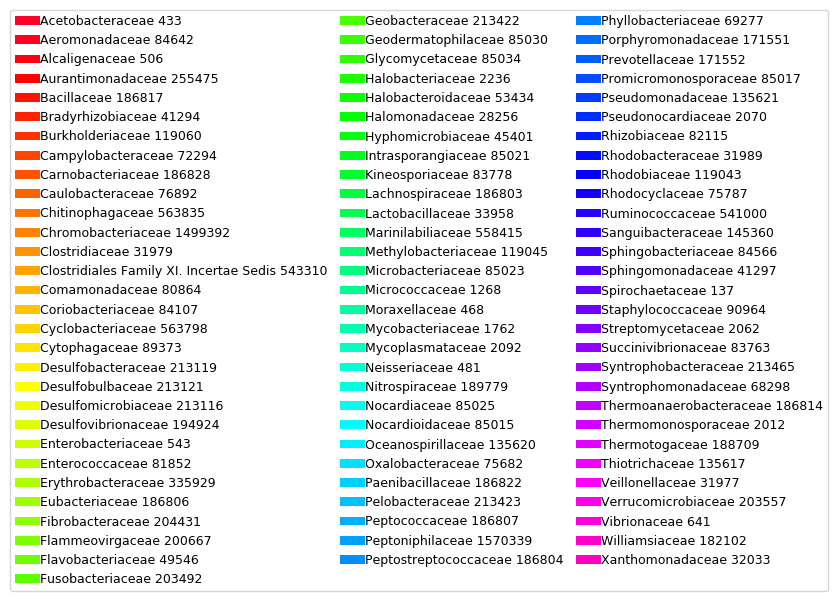 Acetobacteraceae 433
Aeromonadaceae 84642
Alcaligenaceae 506
Aurantimonadaceae 255475
Bacillaceae 186817
Bradyrhizobiaceae 41294
Burkholderiaceae 119060
Campylobacteraceae 72294
Carnobacteriaceae 186828
Caulobacteraceae 76892
Chitinophagaceae 563835
Chromobacteriaceae 1499392
Clostridiaceae 31979
Clostridiales Family XI. Incertae Sedis 543310
Comamonadaceae 80864
Coriobacteriaceae 84107
Cyclobacteriaceae 563798
Cytophagaceae 89373
Desulfobacteraceae 213119
Desulfobulbaceae 213121
Desulfomicrobiaceae 213116
Desulfovibrionaceae 194924
Enterobacteriaceae 543
Enterococcaceae 81852
Erythrobacteraceae 335929
Eubacteriaceae 186806
Fibrobacteraceae 204431
Flammeovirgaceae 200667
Flavobacteriaceae 49546
Fusobacteriaceae 203492
Geobacteraceae 213422
Geodermatophilaceae 85030
Glycomycetaceae 85034
Halobacteriaceae 2236
Halobacteroidaceae 53434
Halomonadaceae 28256
Hyphomicrobiaceae 45401
Intrasporangiaceae 85021
Kineosporiaceae 83778
Lachnospiraceae 186803
Lactobacillaceae 33958
Marinilabiliaceae 558415
Methylobacteriaceae 119045
Microbacteriaceae 85023
Micrococcaceae 1268
Moraxellaceae 468
Mycobacteriaceae 1762
Mycoplasmataceae 2092
Neisseriaceae 481
Nitrospiraceae 189779
Nocardiaceae 85025
Nocardioidaceae 85015
Oceanospirillaceae 135620
Oxalobacteraceae 75682
Paenibacillaceae 186822
Pelobacteraceae 213423
Peptococcaceae 186807
Peptoniphilaceae 1570339
Peptostreptococcaceae 186804
Phyllobacteriaceae 69277
Porphyromonadaceae 171551
Prevotellaceae 171552
Promicromonosporaceae 85017
Pseudomonadaceae 135621
Pseudonocardiaceae 2070
Rhizobiaceae 82115
Rhodobacteraceae 31989
Rhodobiaceae 119043
Rhodocyclaceae 75787
Ruminococcaceae 541000
Sanguibacteraceae 145360
Sphingobacteriaceae 84566
Sphingomonadaceae 41297
Spirochaetaceae 137
Staphylococcaceae 90964
Streptomycetaceae 2062
Succinivibrionaceae 83763
Syntrophobacteraceae 213465
Syntrophomonadaceae 68298
Thermoanaerobacteraceae 186814
Thermomonosporaceae 2012
Thermotogaceae 188709
Thiotrichaceae 135617
Veillonellaceae 31977
Verrucomicrobiaceae 203557
Vibrionaceae 641
Williamsiaceae 182102
Xanthomonadaceae 32033